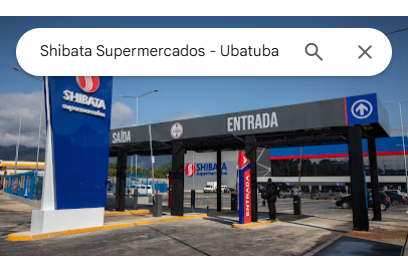 Shibata Supermercados - Ubatuba
SHIBATA
supermercados
SAÍDA
ENTRADA
SHIBATA
supermercados
ENTRADA